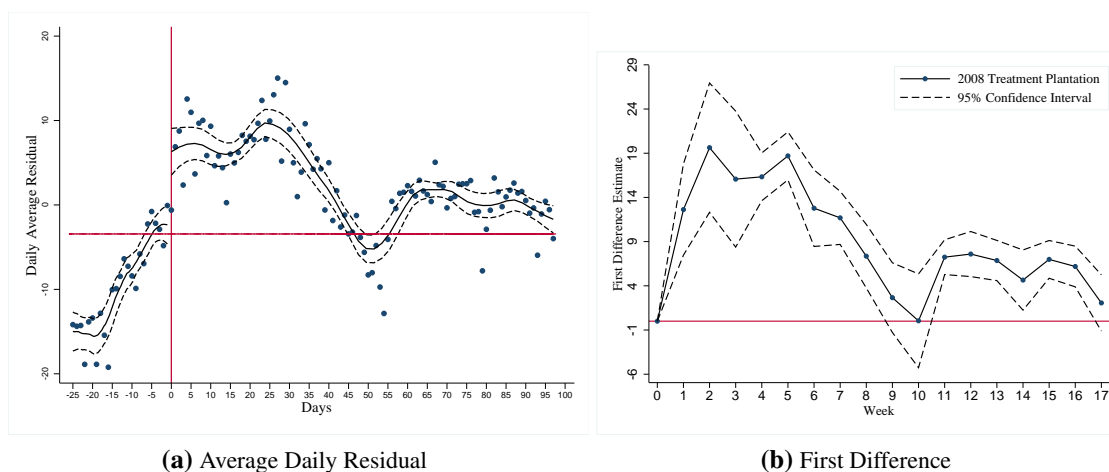 20
10
0
-10
-20
Daily Average Residual
-25 -20 -15 -10 -5 0 5 10 15 20 25 30 35 40 45 50 55 60 65 70 75 80 85 90 95 100
Days
(a) Average Daily Residual
29
24
19
14
9
4
-1
-6
First Difference Estimate
2008 Treatment Plantation
95% Confidence Interval
0 1 2 3 4 5 6 7 8 9 10 11 12 13 14 15 16 17
Week
(b) First Difference